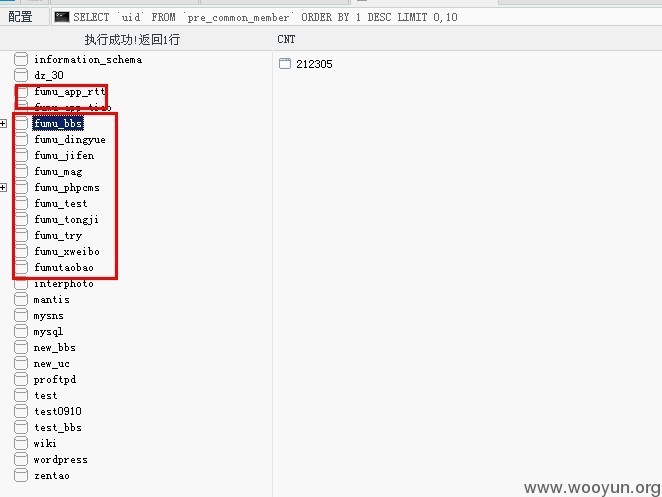 配置 SELECT `uid` FROM `pre_common_member` ORDER BY 1 DESC LIMIT 0,10
执行成功!返回1行 CNT
information_schema
212305
dz_30
fumu_app_rtt
fumu_bbs
fumu_dingyue
fumu_jifen
fumu_mag
fumu_phpcms
fumu_test
fumu_tongji
fumu_try
fumu_xweibo
fumutaobao
interphoto
mantis
mysns
mysql
new_bbs
new_uc
proftpd
test
test0910
test_bbs
wiki
wordpress
zentao
www.wooyun.org